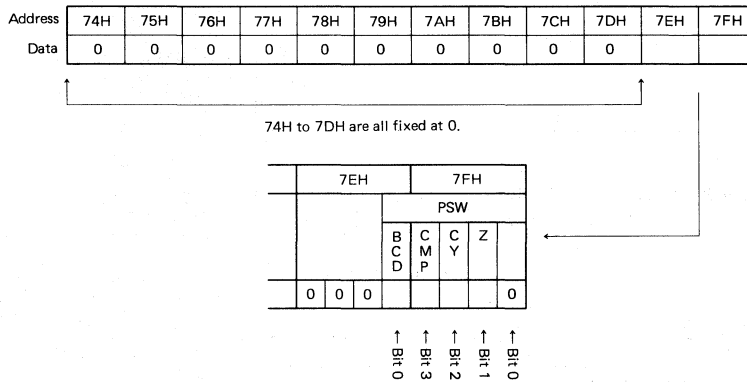 Address 74H 75H 76H 77H 78H 79H 7AH 7BH 7CH 7DH 7EH 7FH
Data 0 0 0 0 0 0 0 0 0 0
74H to 7DH are all fixed at 0.
7EH 7FH
PSW
BCD CMP CY Z
0 0 0 0
←Bit 0 ←Bit 3 ←Bit 2 ←Bit 1 ←Bit 0